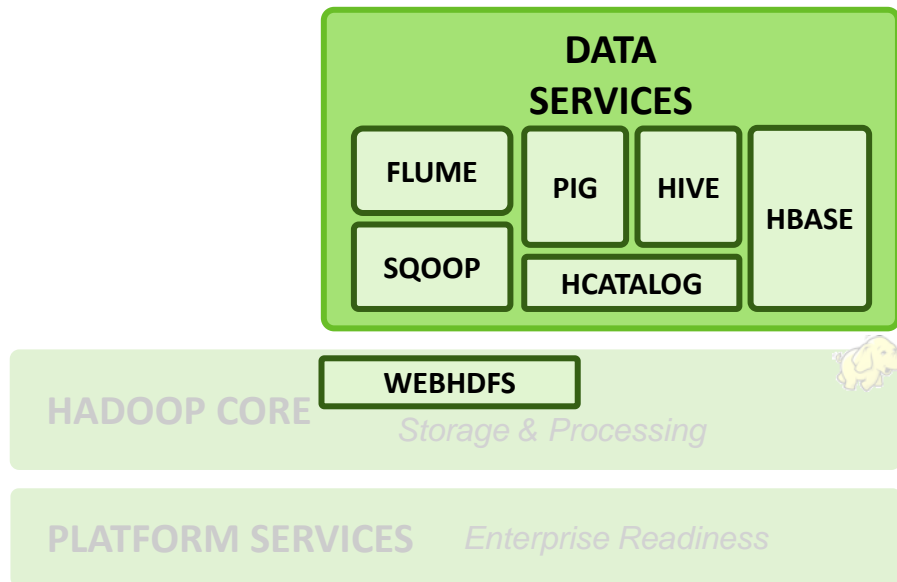 DATA
SERVICES
FLUME
PIG
HIVE
HBASE
SQOOP
HCATALOG
WEBHDFS
HADOOP CORE
Storage & Processing
PLATFORM SERVICES
Enterprise Readiness